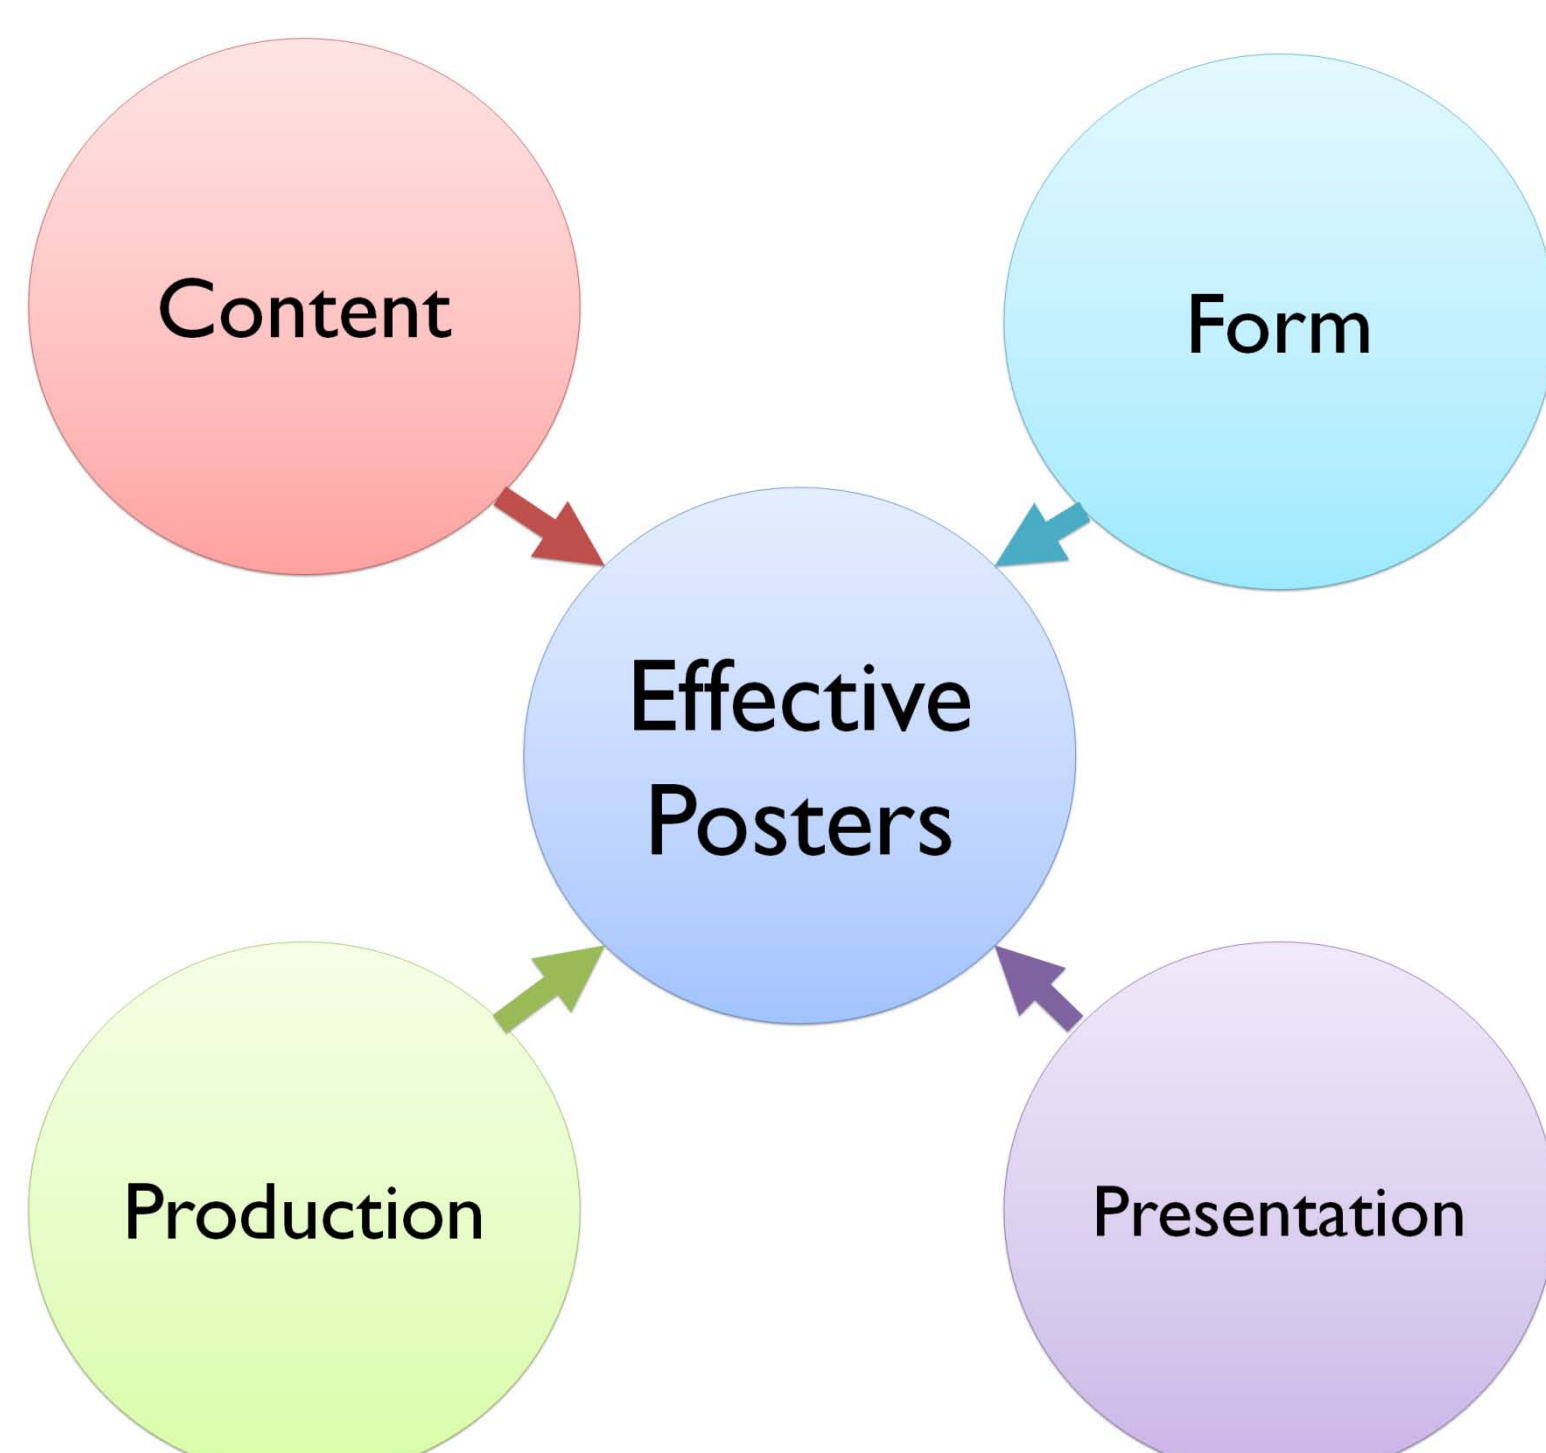 Content
Form
Effective
Posters
Production
Presentation